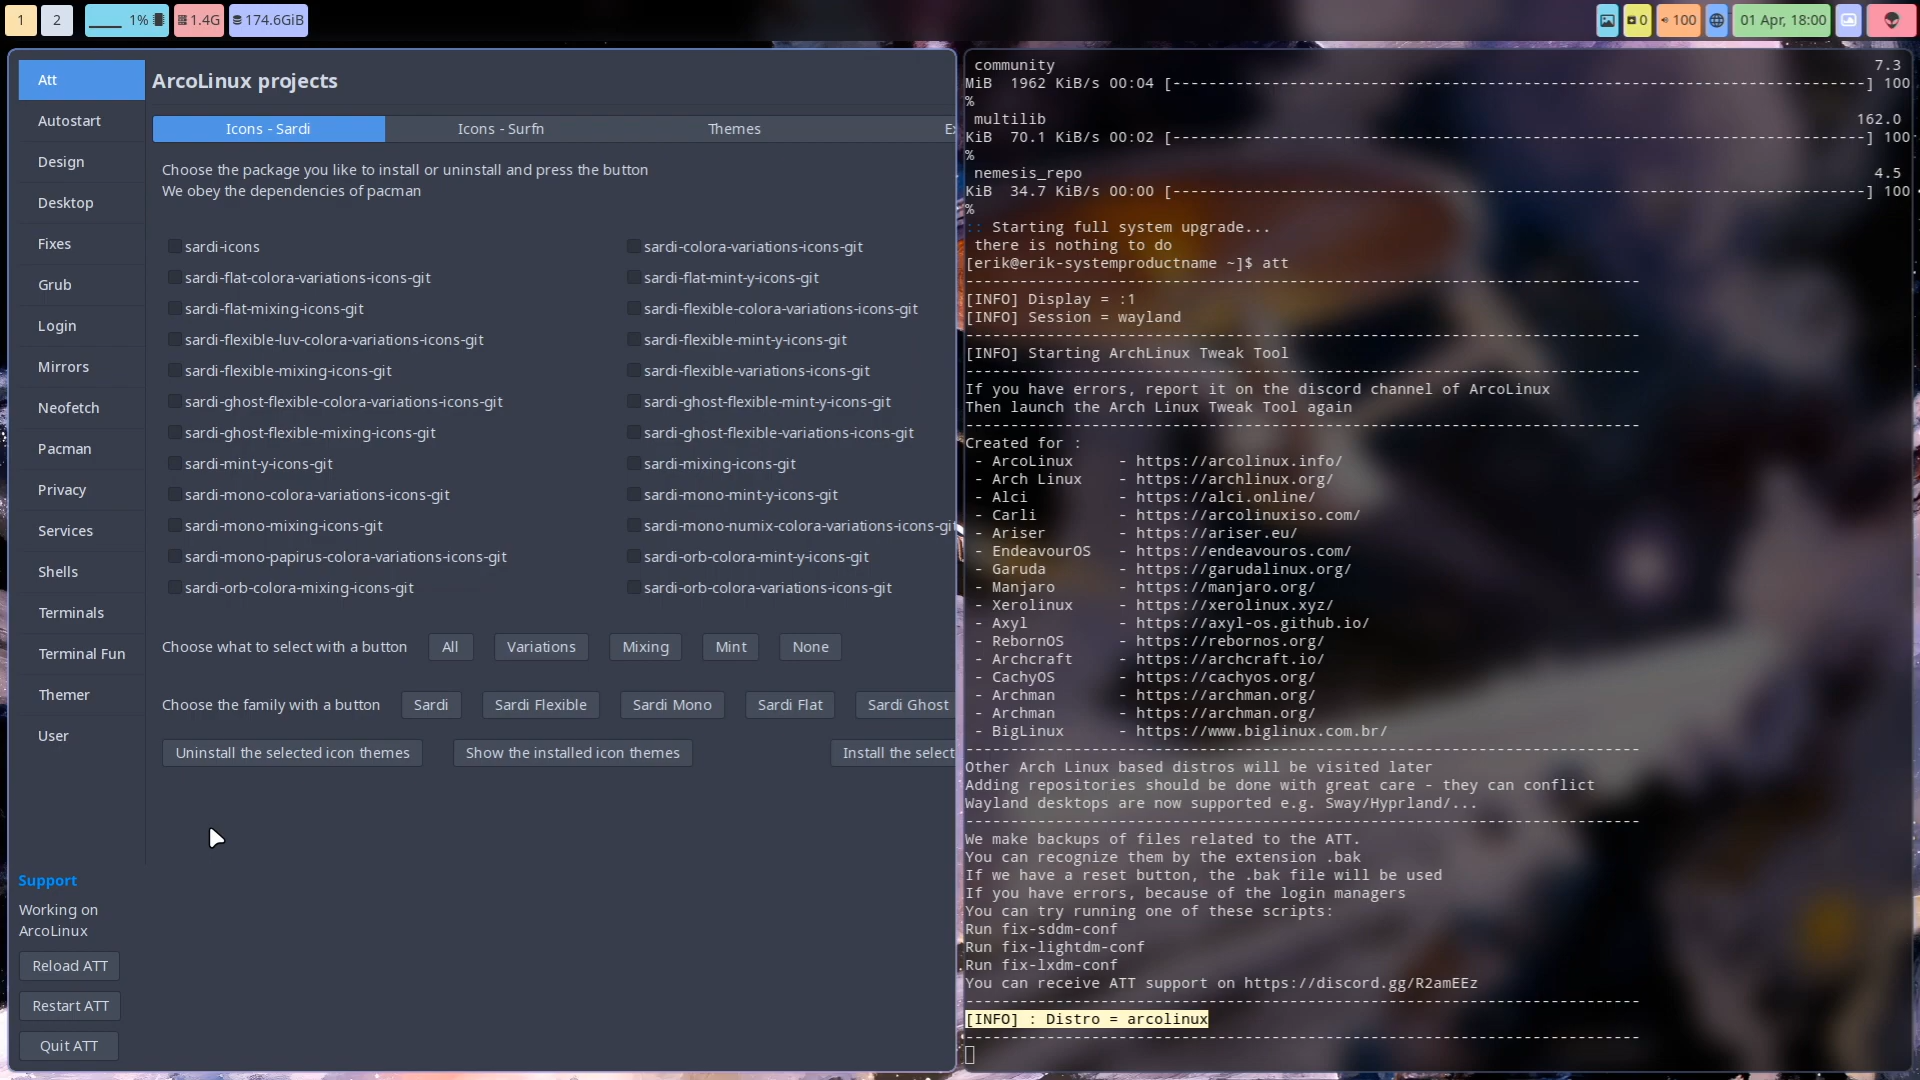 1
2
1%
1.4G
174.6GiB
0
100
01 Apr, 18:00
Att
Autostart
Design
Desktop
Fixes
Grub
Login
Mirrors
Neofetch
Pacman
Privacy
Services
Shells
Terminals
Terminal Fun
Themer
User
Support
Working on
ArcoLinux
Reload ATT
Restart ATT
Quit ATT
ArcoLinux projects
Icons - Sardi
Icons - Surfn
Themes
Ex
Choose the package you like to install or uninstall and press the button
We obey the dependencies of pacman
sardi-icons
sardi-colora-variations-icons-git
sardi-flat-colora-variations-icons-git
sardi-flat-mint-y-icons-git
sardi-flat-mixing-icons-git
sardi-flexible-colora-variations-icons-git
sardi-flexible-luv-colora-variations-icons-git
sardi-flexible-mint-y-icons-git
sardi-flexible-mixing-icons-git
sardi-flexible-variations-icons-git
sardi-ghost-flexible-colora-variations-icons-git
sardi-ghost-flexible-mint-y-icons-git
sardi-ghost-flexible-mixing-icons-git
sardi-ghost-flexible-variations-icons-git
sardi-mint-y-icons-git
sardi-mixing-icons-git
sardi-mono-colora-variations-icons-git
sardi-mono-mint-y-icons-git
sardi-mono-mixing-icons-git
sardi-mono-numix-colora-variations-icons-git
sardi-mono-papirus-colora-variations-icons-git
sardi-orb-colora-mint-y-icons-git
sardi-orb-colora-mixing-icons-git
sardi-orb-colora-variations-icons-git
Choose what to select with a button All Variations Mixing Mint None
Choose the family with a button Sardi Sardi Flexible Sardi Mono Sardi Flat Sardi Ghost
Uninstall the selected icon themes Show the installed icon themes Install the select
community 7.3
MiB 1962 KiB/s 00:04 [-----------------------------------------------------------------------------] 100
%
multilib 162.0
KiB 70.1 KiB/s 00:02 [-----------------------------------------------------------------------------] 100
%
nemesis_repo 4.5
KiB 34.7 KiB/s 00:00 [-----------------------------------------------------------------------------] 100
%
:: Starting full system upgrade...
there is nothing to do
[erik@erik-systemproductname ~]$ att
---------------------------------------------------------------------------
[INFO] Display = :1
[INFO] Session = wayland
---------------------------------------------------------------------------
[INFO] Starting ArchLinux Tweak Tool
---------------------------------------------------------------------------
If you have errors, report it on the discord channel of ArcoLinux
Then launch the Arch Linux Tweak Tool again
---------------------------------------------------------------------------
Created for :
- ArcoLinux - https://arcolinux.info/
- Arch Linux - https://archlinux.org/
- Alci - https://alci.online/
- Carli - https://arcolinuxiso.com/
- Ariser - https://ariser.eu/
- EndeavourOS - https://endeavouros.com/
- Garuda - https://garudalinux.org/
- Manjaro - https://manjaro.org/
- Xerolinux - https://xerolinux.xyz/
- Axyl - https://axyl-os.github.io/
- RebornOS - https://rebornos.org/
- Archcraft - https://archcraft.io/
- CachyOS - https://cachyos.org/
- Archman - https://archman.org/
- Archman - https://archman.org/
- BigLinux - https://www.biglinux.com.br/
---------------------------------------------------------------------------
Other Arch Linux based distros will be visited later
Adding repositories should be done with great care - they can conflict
Wayland desktops are now supported e.g. Sway/Hyprland/...
---------------------------------------------------------------------------
We make backups of files related to the ATT.
You can recognize them by the extension .bak
If we have a reset button, the .bak file will be used
If you have errors, because of the login managers
You can try running one of these scripts:
Run fix-sddm-conf
Run fix-lightdm-conf
Run fix-lxdm-conf
You can receive ATT support on https://discord.gg/R2amEEz
---------------------------------------------------------------------------
[INFO] : Distro = arcolinux
---------------------------------------------------------------------------